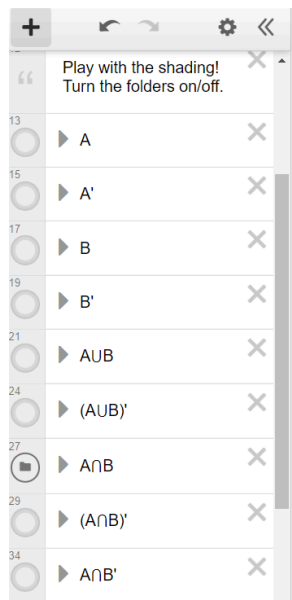 Play with the shading!
Turn the folders on/off.
13
A
15
A'
17
B
19
B'
21
A∪B
24
(A∪B)'
27
A∩B
29
(A∩B)'
34
A∩B'